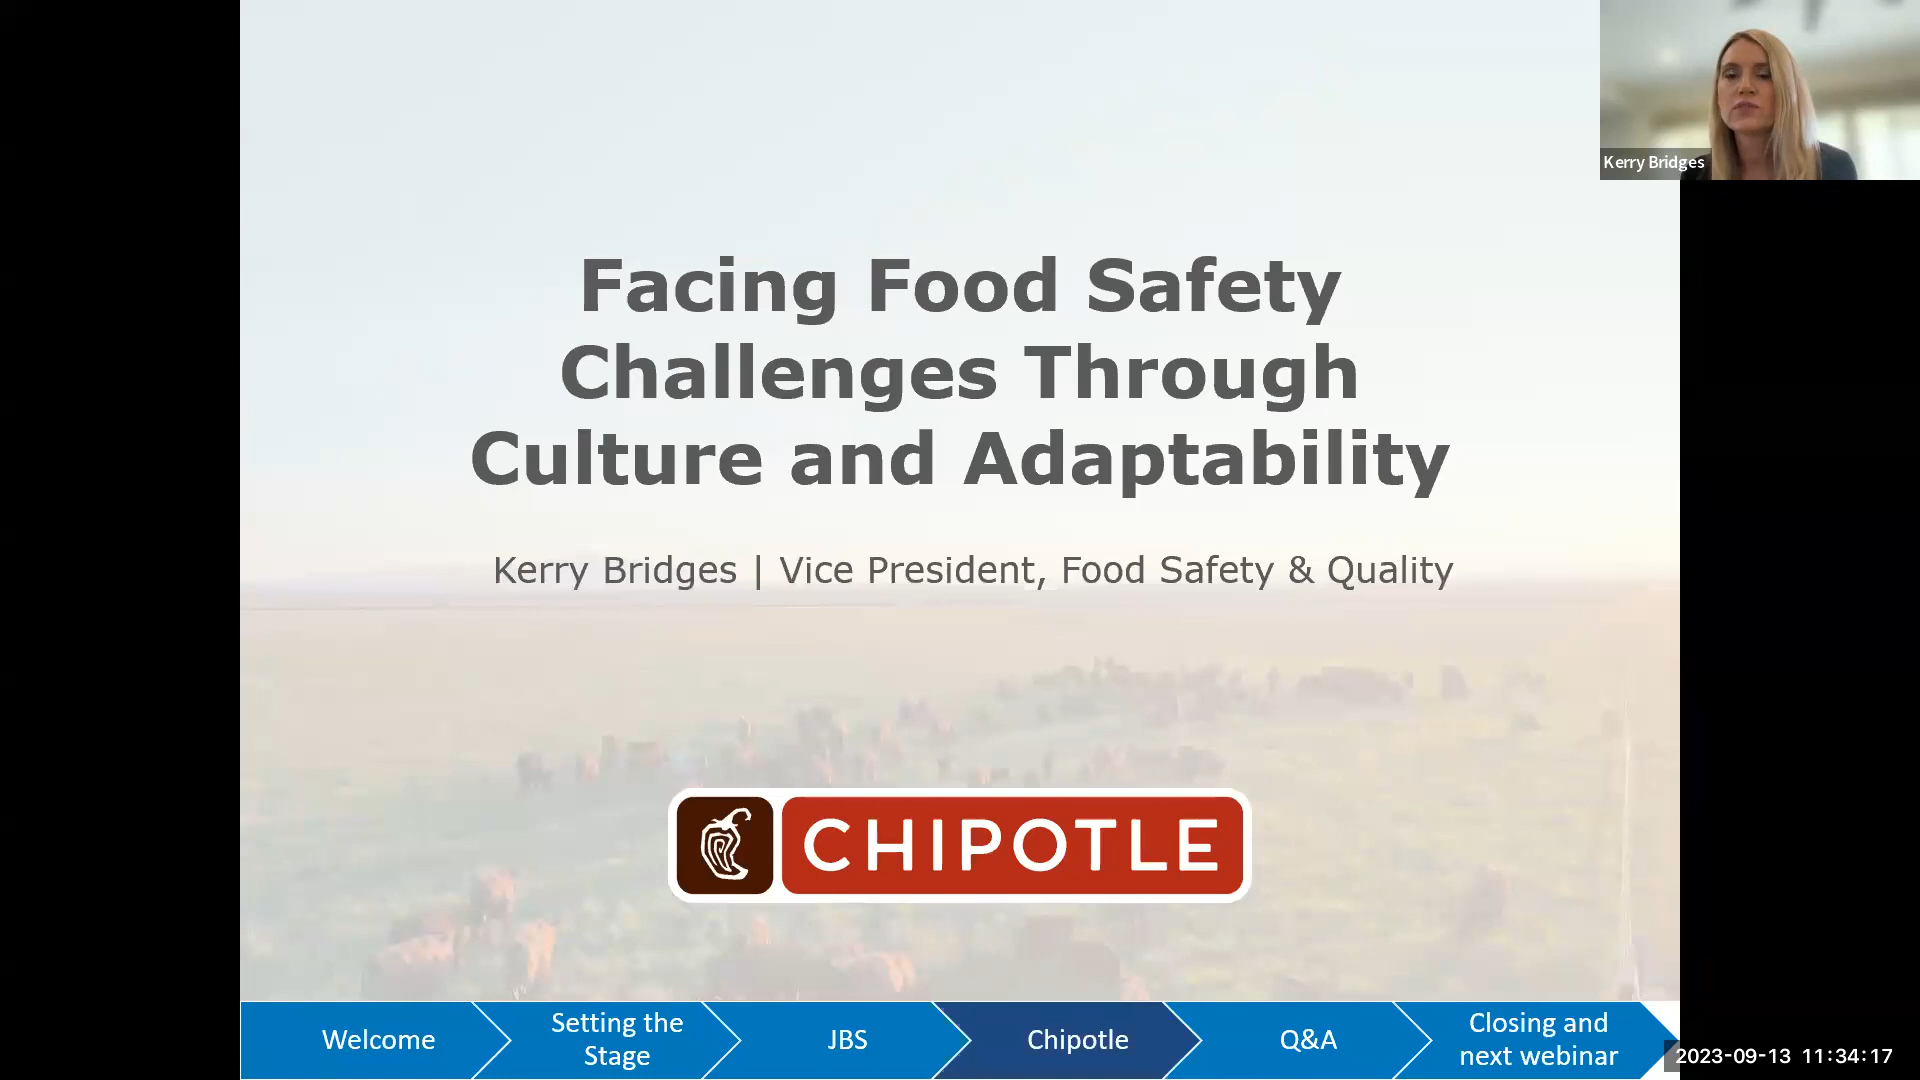 Kerry Bridges
Facing Food Safety
Challenges Through
Culture and Adaptability
Kerry Bridges | Vice President, Food Safety & Quality
CHIPOTLE
Welcome
Setting the
Stage
JBS
Chipotle
Q&A
Closing and
next webinar
2023-09-13 11:34:17